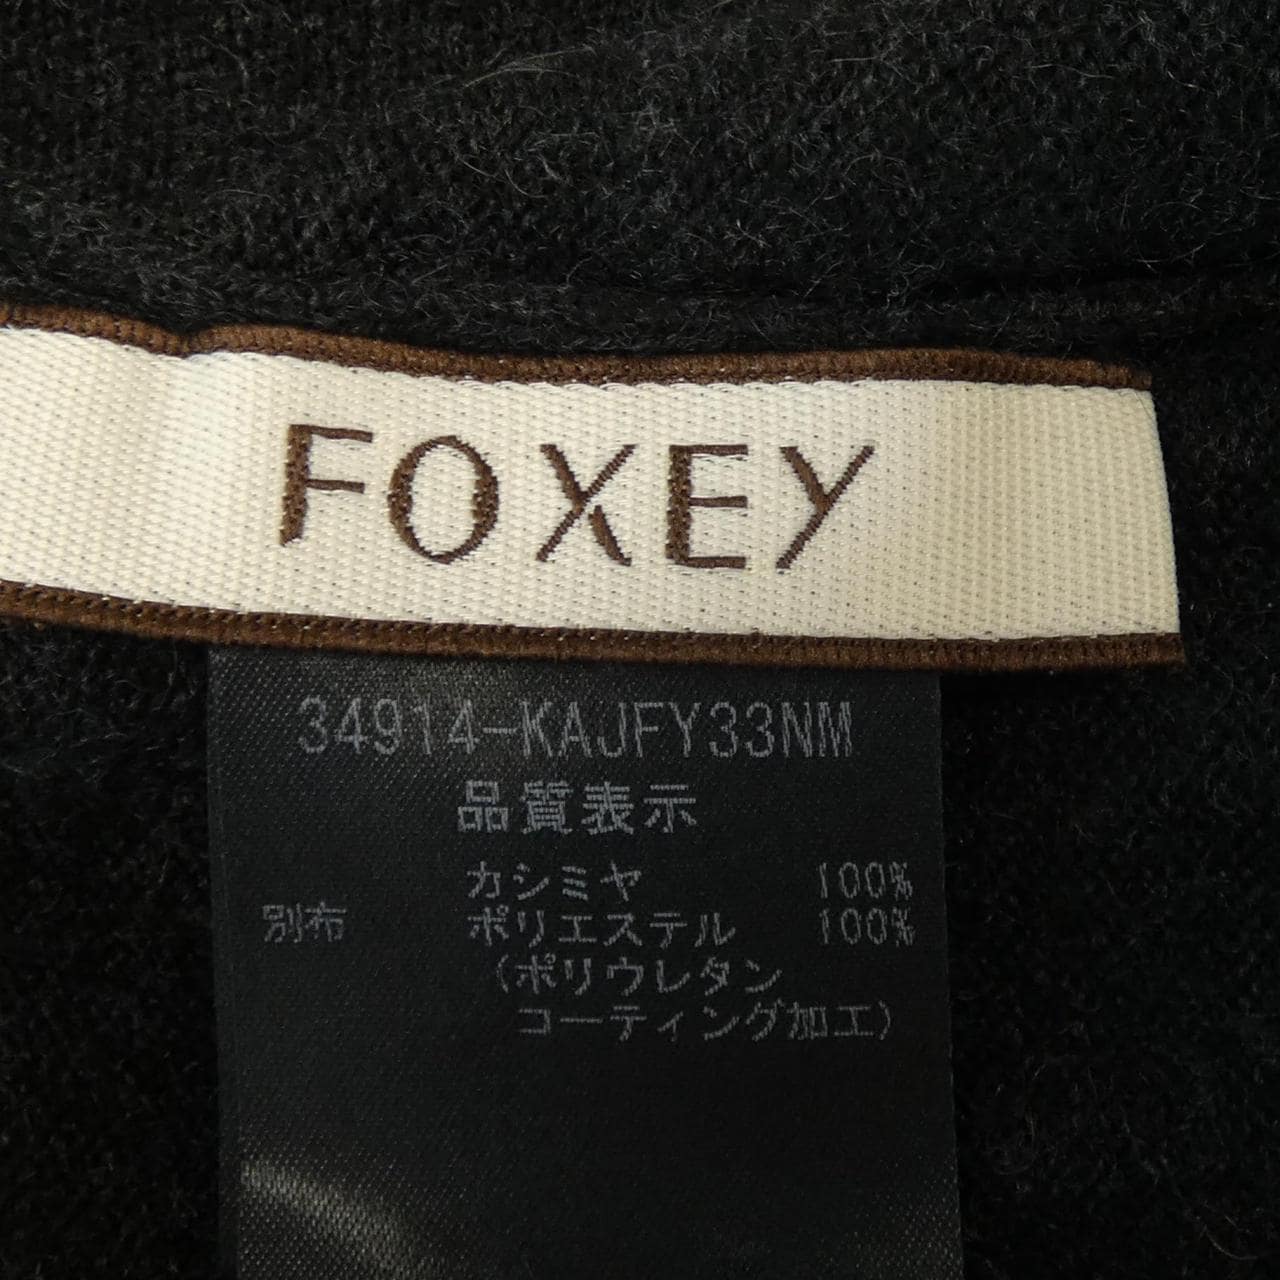 FOXEY
34914-KAJFY33NM
品質表示
カシミヤ 100%
別布 ポリエステル 100%
(ポリウレタン
コーティング加工)